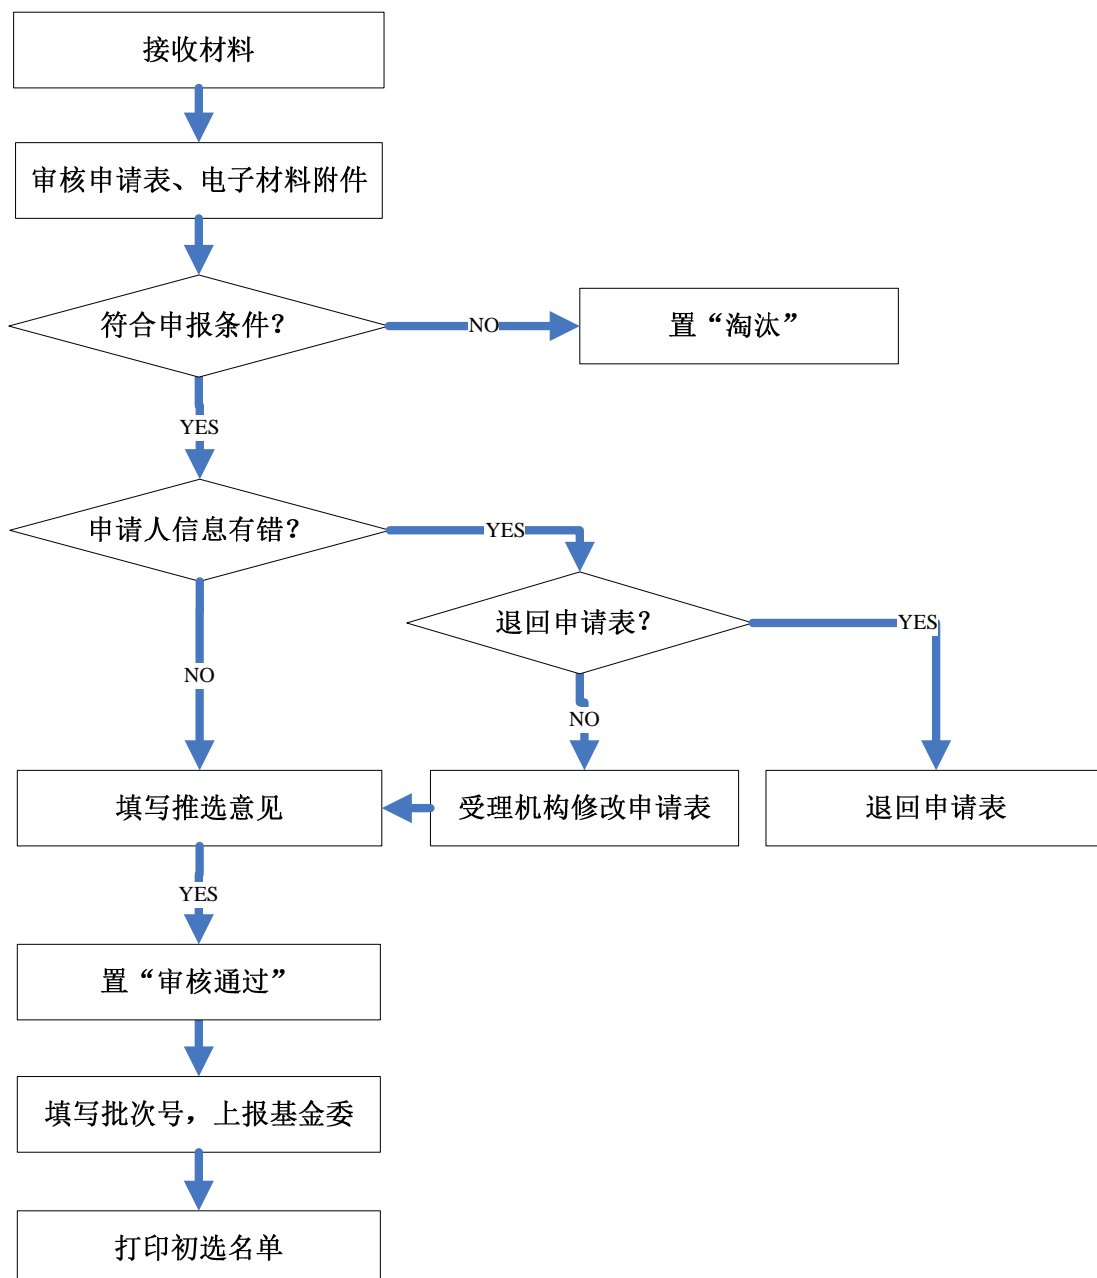 接收材料
审核申请表、电子材料附件
符合申报条件？
NO
置“淘汰”
YES
申请人信息有错？
YES
退回申请表？
YES
NO
NO
填写推选意见
受理机构修改申请表
退回申请表
YES
置“审核通过”
填写批次号，上报基金委
打印初选名单